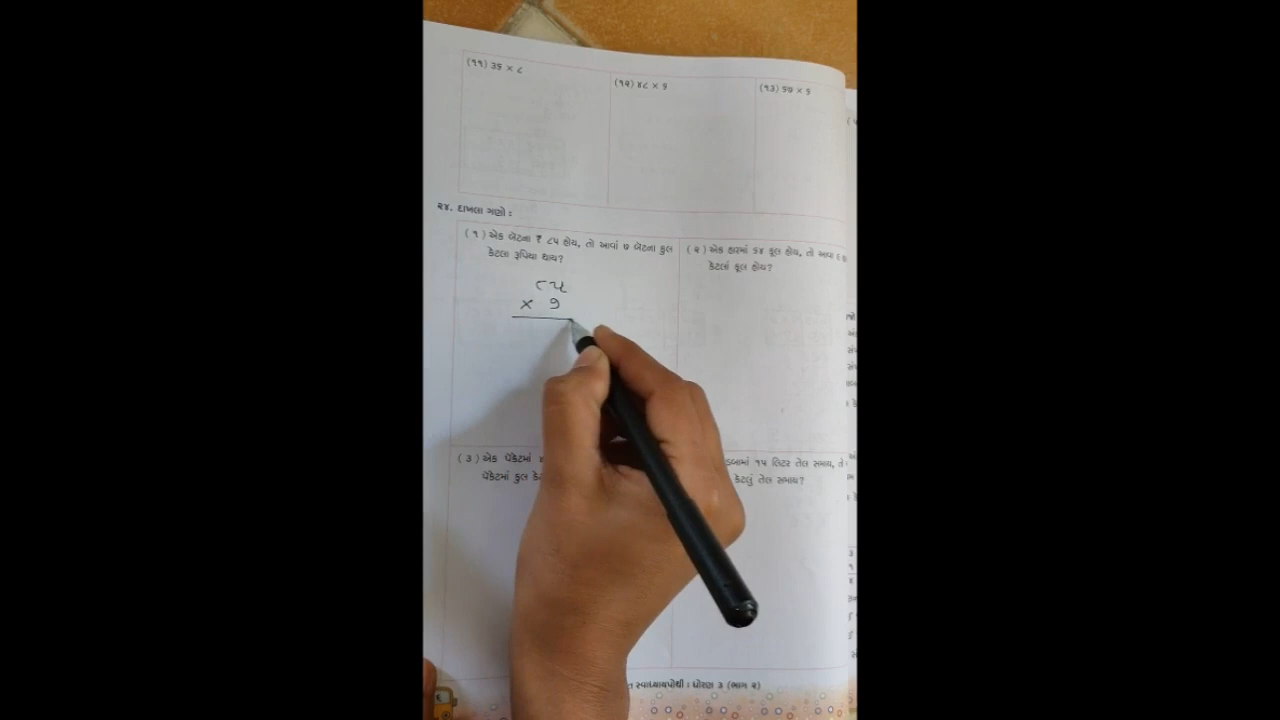 (૧૧) ૩૬ × ૮
(૧૨) ૪૮ × ૬
(૧૩) ૬૭ × ૬
૨૪. દાખલા ગણો :
(૧) એક બેટના ₹ ૮૫ હોય, તો આવાં ૭ બેટના કુલ
કેટલા રૂપિયા થાય?
૮૫
× ૭
(૨) એક હારમાં ૬૪ ફૂલ હોય, તો આવા
કેટલાં ફૂલ હોય?
(૩) એક પેકેટમાં
પેકેટમાં કુલ
ડબામાં ૧૫ લિટર તેલ સમાય, તો
કેટલું તેલ સમાય?
સ્વાધ્યાયપોથી : ધોરણ ૩ (ભાગ ૨)